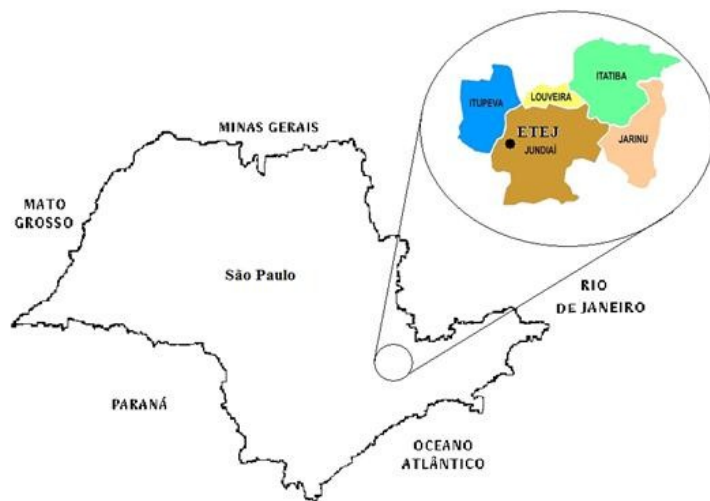 MINAS GERAIS
MATO
GROSSO
São Paulo
PARANÁ
OCEANO
ATLÂNTICO
RIO
DE JANEIRO
ITUPEVA
LOUVEIRA
ITATIBA
ETEJ
JUNDIAÍ
JARINU